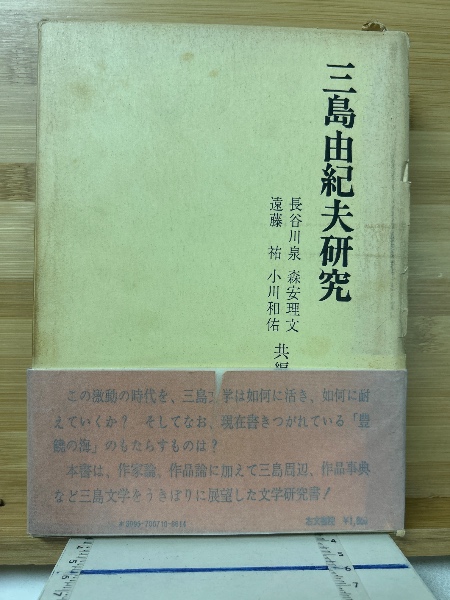 三島由紀夫研究
長谷川泉 森安理文
遠藤 祐 小川和佑 共編
この激動の時代を、三島文学は如何に活き、如何に耐
えていくか? そしてなお、現在書きつがれている「豊
饒の海」のもたらすものは?
本書は、作家論、作品論に加えて三島周辺、作品事典
など三島文学をうきぼりに展望した文学研究書!